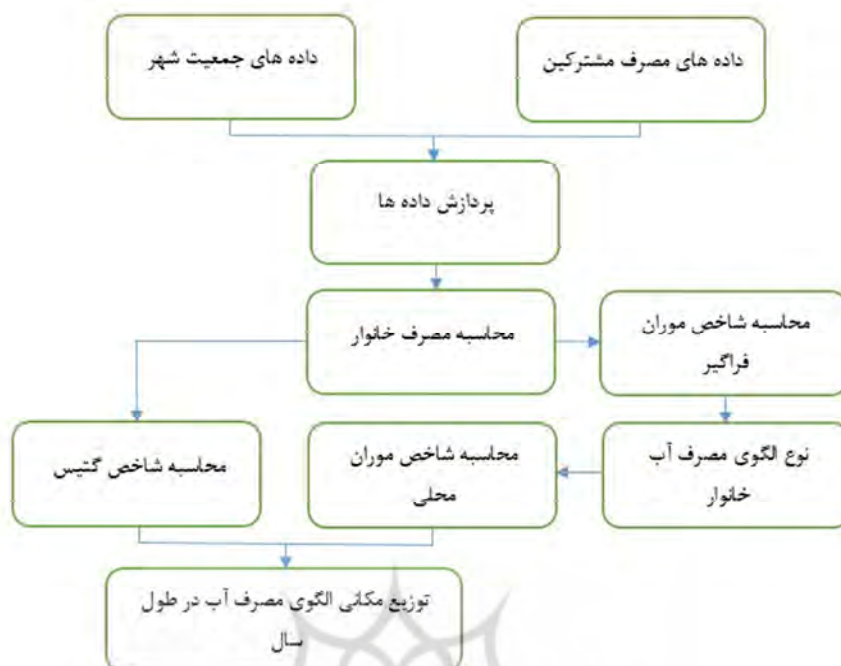 داده های مصرف مشترکین
داده های جمعیت شهر
پردازش داده ها
محاسبه مصرف خانوار
محاسبه شاخص موران
فراگیر
نوع الگوی مصرف آب
خانوار
محاسبه شاخص موران
محلی
محاسبه شاخص گتیس
توزیع مکانی الگوی مصرف آب در طول
سال